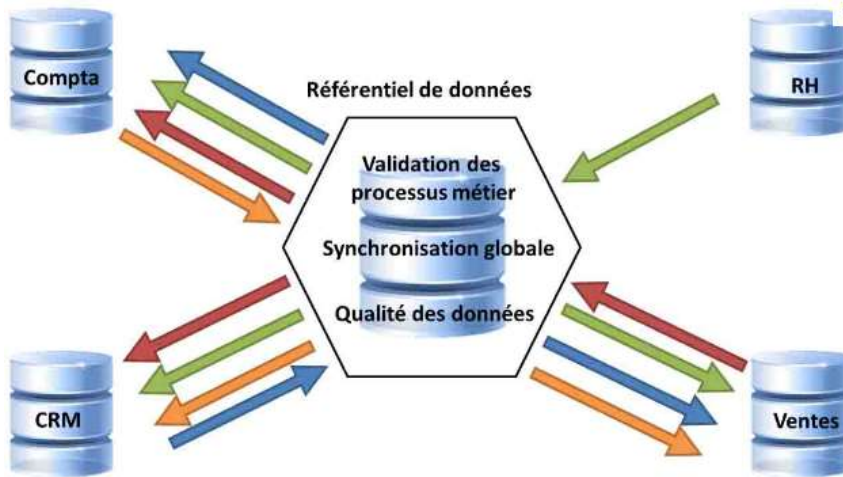 Compta
RH
Référentiel de données
Validation des
processus métier
Synchronisation globale
Qualité des données
CRM
Ventes